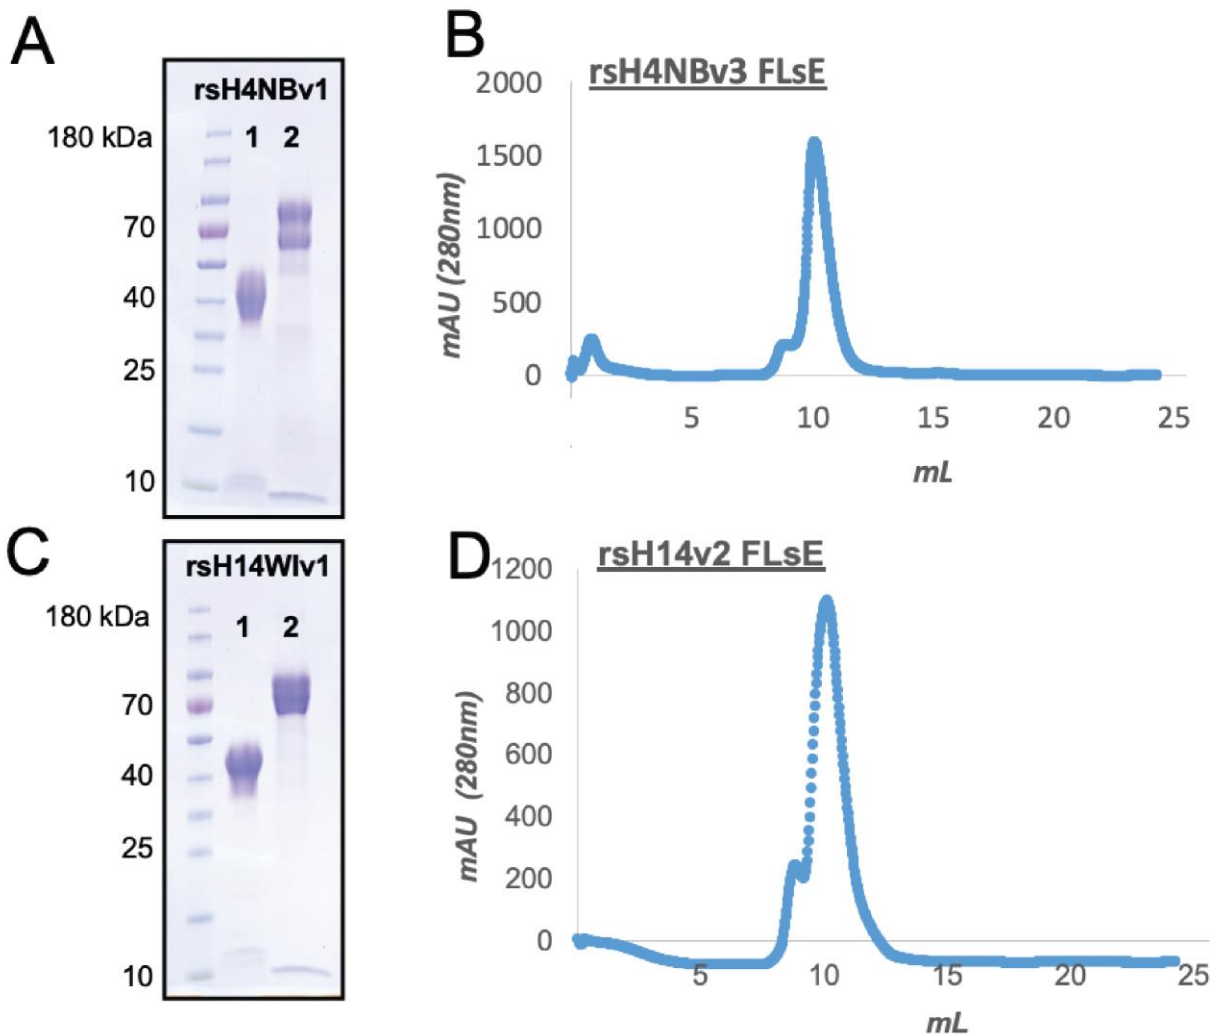 A
rsH4NBv1
180 kDa 1 2
70
40
25
10
B
rsH4NBv3 FLsE
2000
1500
1000
500
0
mAU (280nm)
5 10 15 20 25
mL
C
rsH14WIv1
180 kDa 1 2
70
40
25
10
D
rsH14v2 FLsE
1200
1000
800
600
400
200
0
mAU (280nm)
5 10 15 20 25
mL